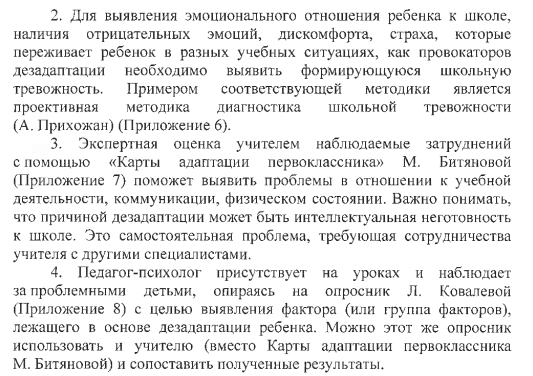 2. Для выявления эмоционального отношения ребенка к школе,
наличия отрицательных эмоций, дискомфорта, страха, которые
переживает ребенок в разных учебных ситуациях, как провокаторов
дезадаптации необходимо выявить формирующуюся школьную
тревожность. Примером соответствующей методики является
проективная методика диагностика школьной тревожности
(А. Прихожан) (Приложение 6).
3. Экспертная оценка учителем наблюдаемые затруднений
с помощью «Карты адаптации первоклассника» М. Битяновой
(Приложение 7) поможет выявить проблемы в отношении к учебной
деятельности, коммуникации, физическом состоянии. Важно понимать,
что причиной дезадаптации может быть интеллектуальная неготовность
к школе. Это самостоятельная проблема, требующая сотрудничества
учителя с другими специалистами.
4. Педагог-психолог присутствует на уроках и наблюдает
за проблемными детьми, опираясь на опросник Л. Ковалевой
(Приложение 8) с целью выявления фактора (или группа факторов),
лежащего в основе дезадаптации ребенка. Можно этот же опросник
использовать и учителю (вместо Карты адаптации первоклассника
М. Битяновой) и сопоставить полученные результаты.